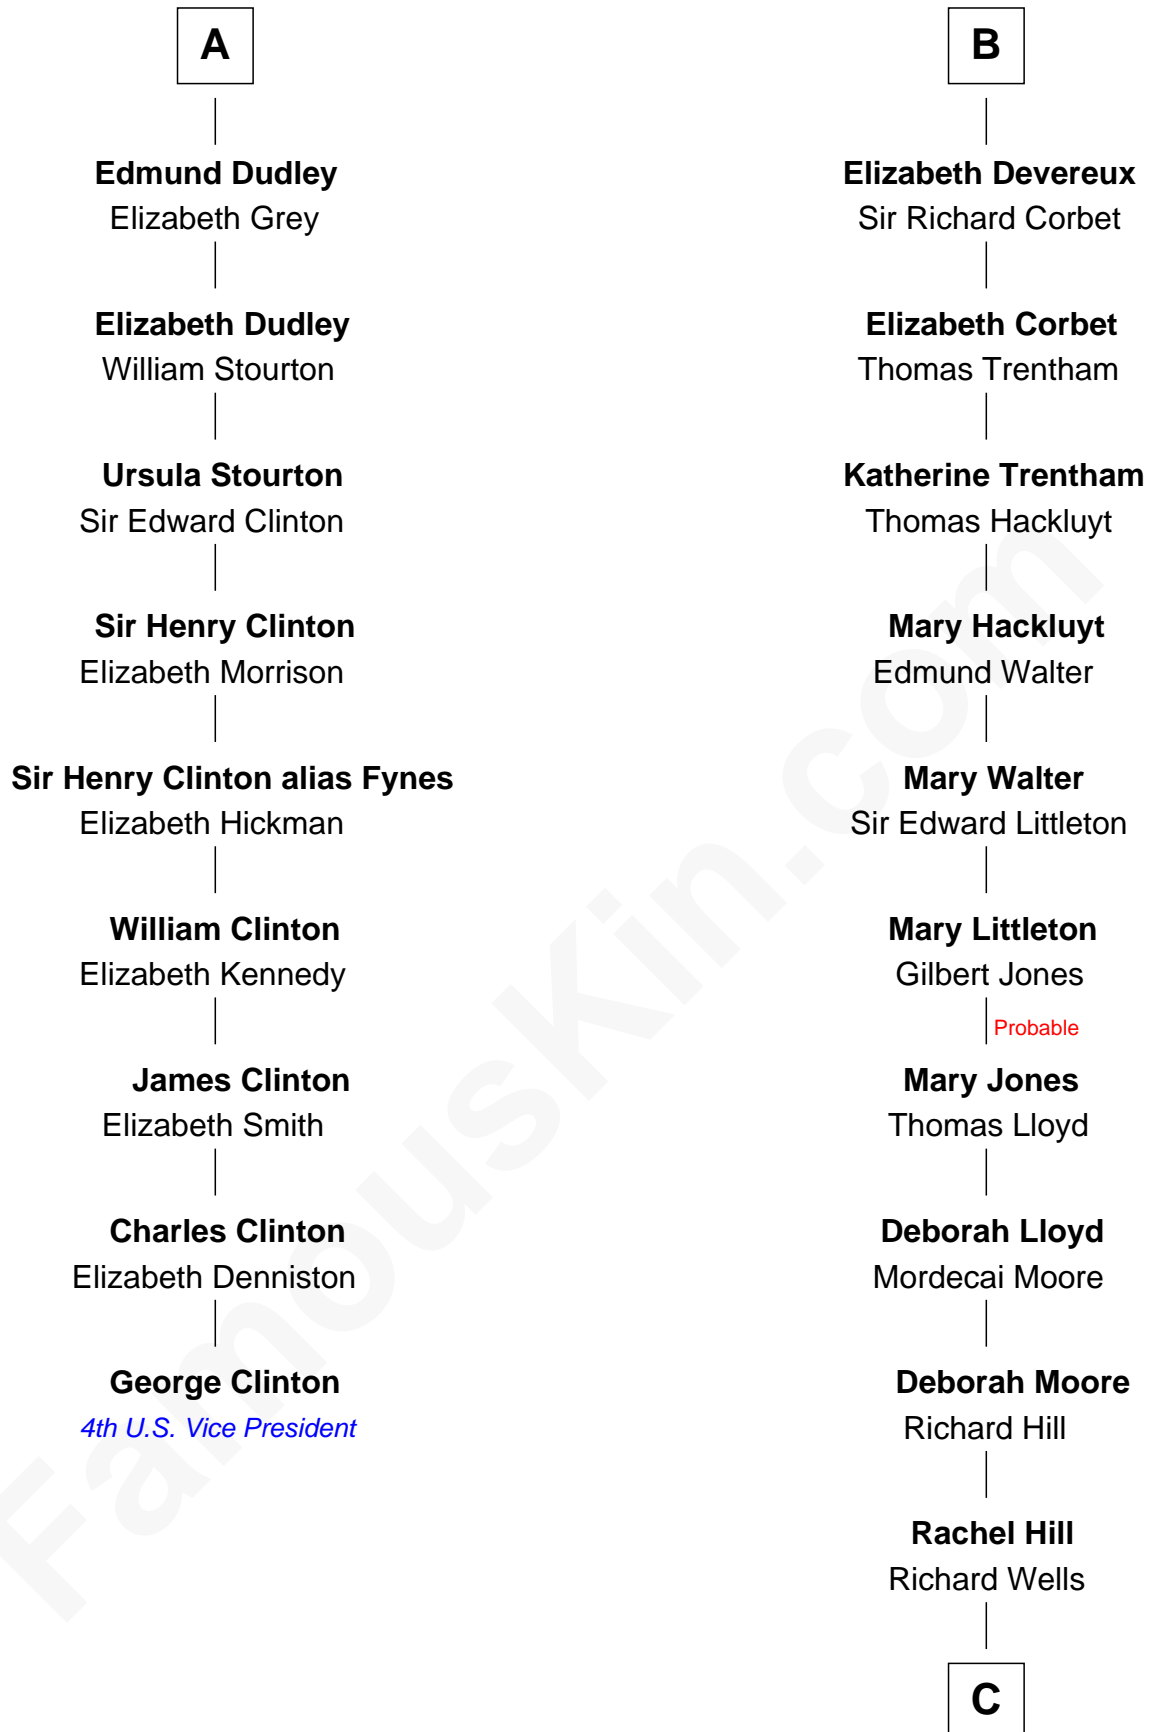 A
Edmund Dudley
Elizabeth Grey
Elizabeth Dudley
William Stourton
Ursula Stourton
Sir Edward Clinton
Sir Henry Clinton
Elizabeth Morrison
Sir Henry Clinton alias Fynes
Elizabeth Hickman
William Clinton
Elizabeth Kennedy
James Clinton
Elizabeth Smith
Charles Clinton
Elizabeth Denniston
George Clinton
4th U.S. Vice President
B
Elizabeth Devereux
Sir Richard Corbet
Elizabeth Corbet
Thomas Trentham
Katherine Trentham
Thomas Hackluyt
Mary Hackluyt
Edmund Walter
Mary Walter
Sir Edward Littleton
Mary Littleton
Gilbert Jones
Probable
Mary Jones
Thomas Lloyd
Deborah Lloyd
Mordecai Moore
Deborah Moore
Richard Hill
Rachel Hill
Richard Wells
C
FamousKin.com